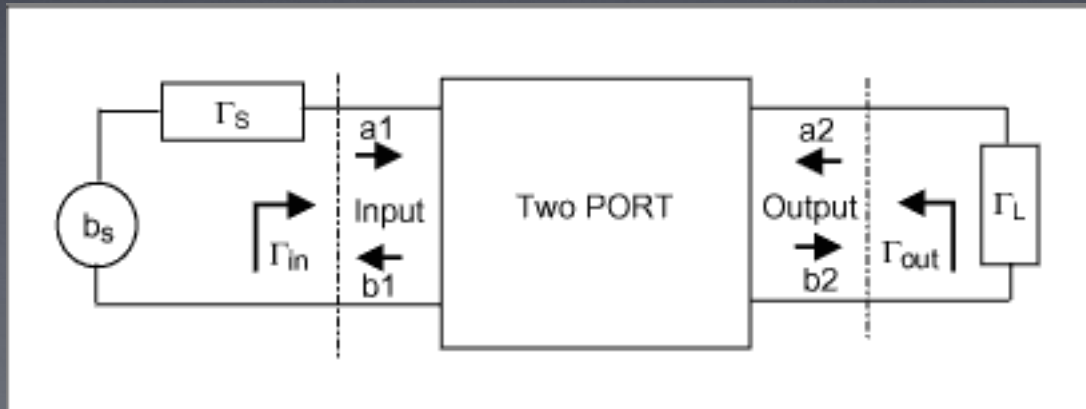 ΓS
a1
a2
bs
Γin
Input
Two PORT
Output
Γout
ΓL
b1
b2